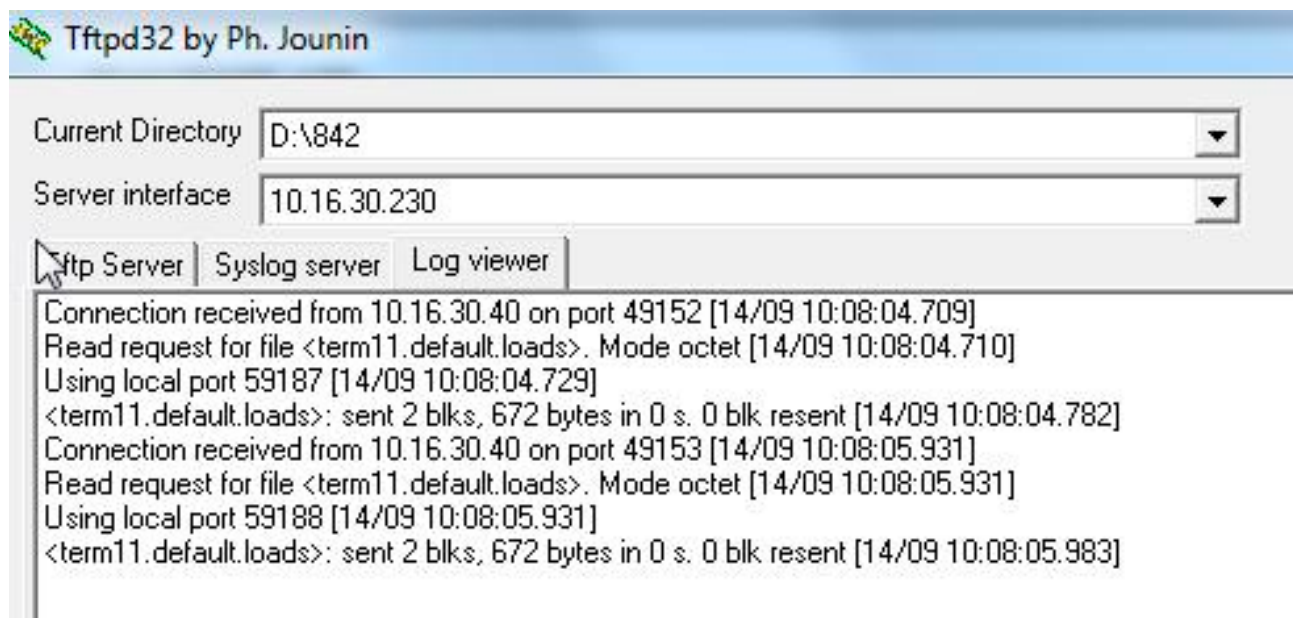 Tftpd32 by Ph. Jounin
Current Directory D:\842
Server interface 10.16.30.230
ftp Server Syslog server Log viewer
Connection received from 10.16.30.40 on port 49152 [14/09 10:08:04.709]
Read request for file <term11.default.loads>. Mode octet [14/09 10:08:04.710]
Using local port 59187 [14/09 10:08:04.729]
<term11.default.loads>: sent 2 blks, 672 bytes in 0 s. 0 blk resent [14/09 10:08:04.782]
Connection received from 10.16.30.40 on port 49153 [14/09 10:08:05.931]
Read request for file <term11.default.loads>. Mode octet [14/09 10:08:05.931]
Using local port 59188 [14/09 10:08:05.931]
<term11.default.loads>: sent 2 blks, 672 bytes in 0 s. 0 blk resent [14/09 10:08:05.983]